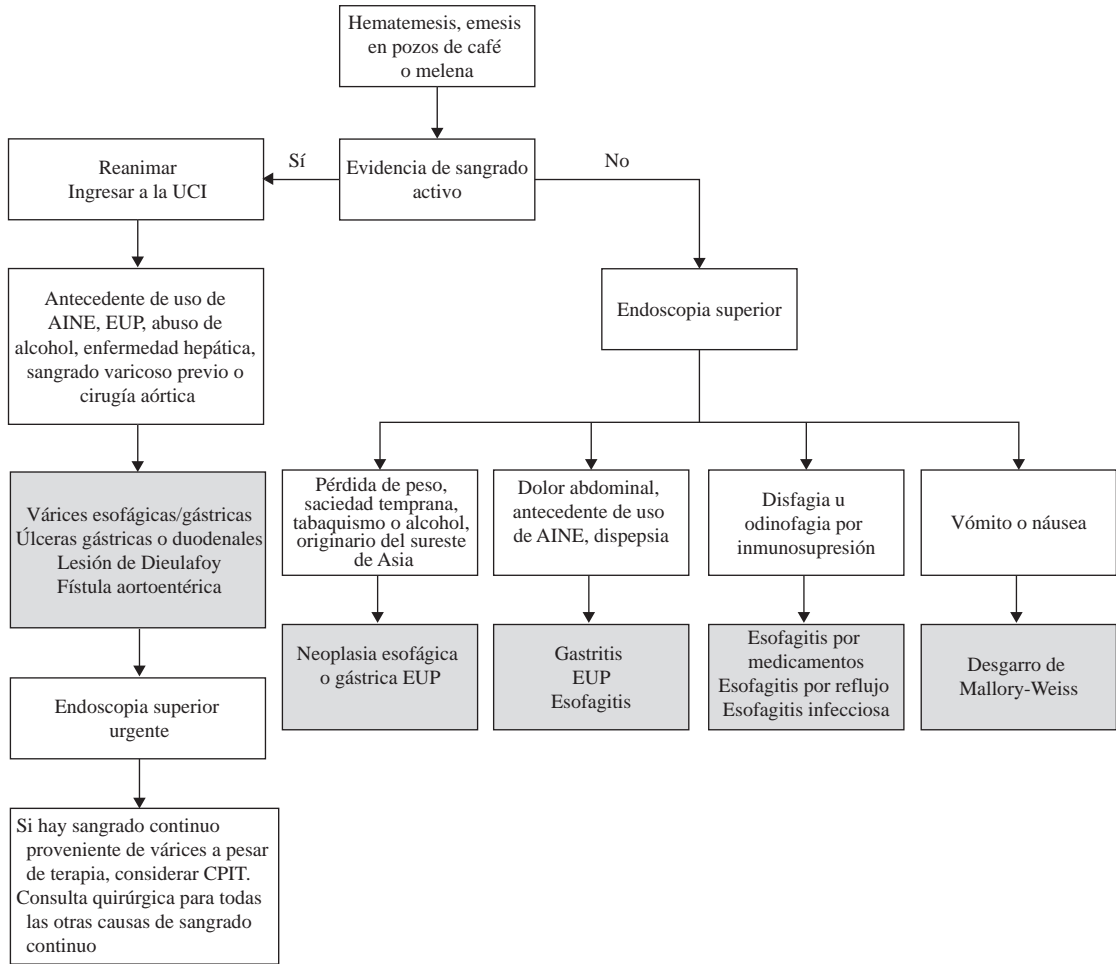 Hematemesis, emesis
en pozos de café
o melena
Sí
No
Evidencia de sangrado
activo
Reanimar
Ingresar a la UCI
Antecedente de uso de
AINE, EUP, abuso de
alcohol, enfermedad hepática,
sangrado varicoso previo o
cirugía aórtica
Várices esofágicas/gástricas
Úlceras gástricas o duodenales
Lesión de Dieulafoy
Fístula aortoentérica
Endoscopia superior
urgente
Si hay sangrado continuo
proveniente de várices a pesar
de terapia, considerar CPIT.
Consulta quirúrgica para todas
las otras causas de sangrado
continuo
Endoscopia superior
Pérdida de peso,
saciedad temprana,
tabaquismo o alcohol,
originario del sureste
de Asia
Neoplasia esofágica
o gástrica EUP
Dolor abdominal,
antecedente de uso
de AINE, dispepsia
Gastritis
EUP
Esofagitis
Disfagia u
odinofagia por
inmunosupresión
Esofagitis por
medicamentos
Esofagitis por reflujo
Esofagitis infecciosa
Vómito o náusea
Desgarro de
Mallory-Weiss